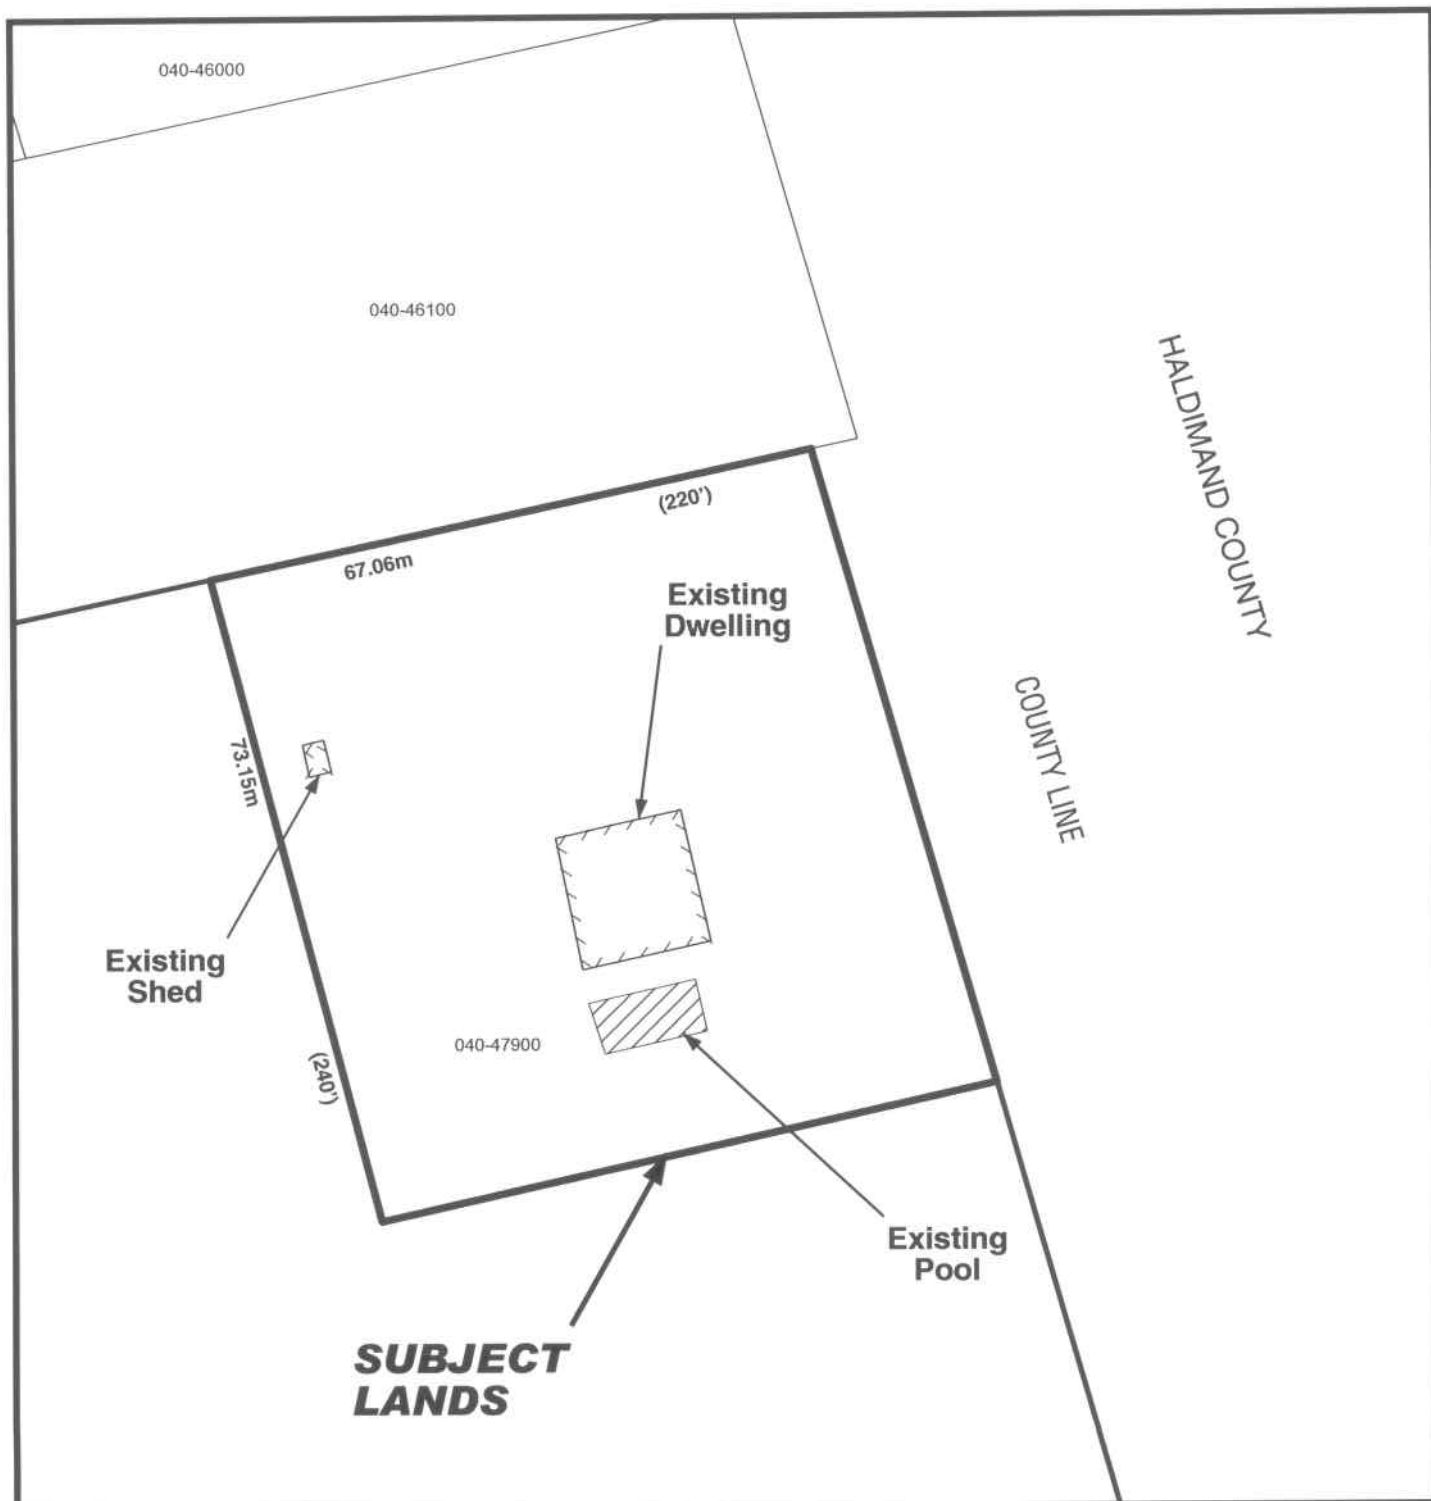 040-46000
040-46100
HALDIMAND COUNTY
(220')
67.06m
Existing
Dwelling
COUNTY LINE
73.15m
Existing
Shed
040-47900
(240')
Existing
Pool
SUBJECT
LANDS